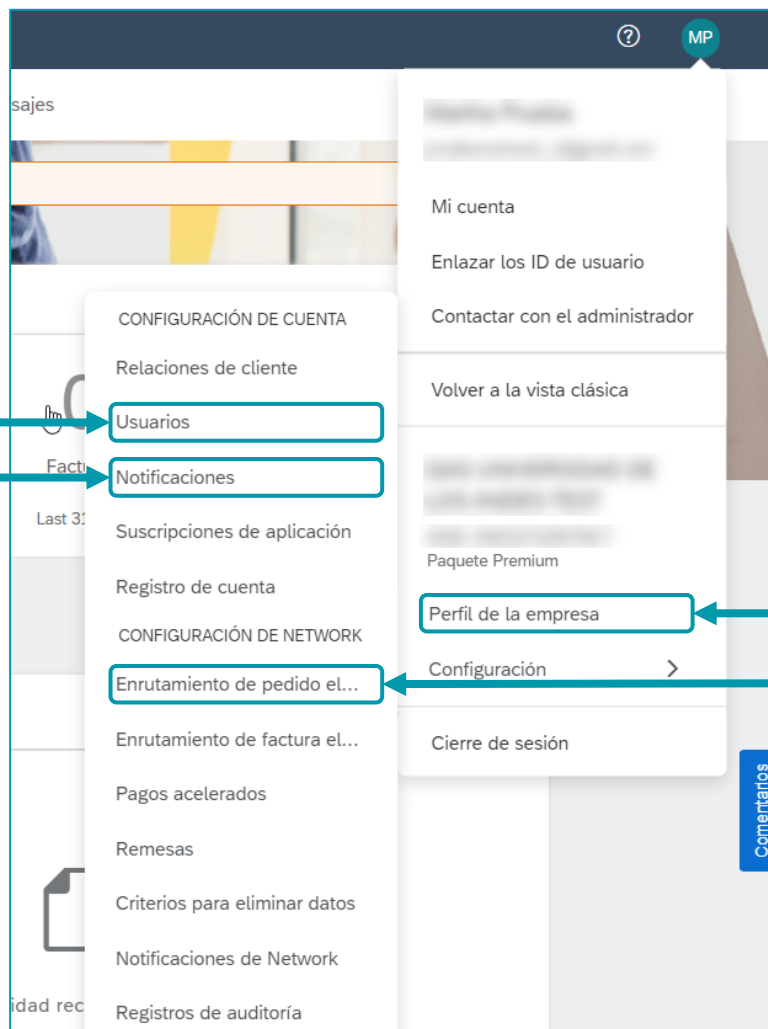 MP
sajes
Mi cuenta
Enlazar los ID de usuario
Contactar con el administrador
Volver a la vista clásica
Paquete Premium
Perfil de la empresa
Configuración
Cierre de sesión
CONFIGURACIÓN DE CUENTA
Relaciones de cliente
Usuarios
Notificaciones
Suscripciones de aplicación
Registro de cuenta
CONFIGURACIÓN DE NETWORK
Enrutamiento de pedido el...
Enrutamiento de factura el...
Pagos acelerados
Remesas
Criterios para eliminar datos
Notificaciones de Network
Registros de auditoría
Factu
Last 31
idad rec
Comentarios